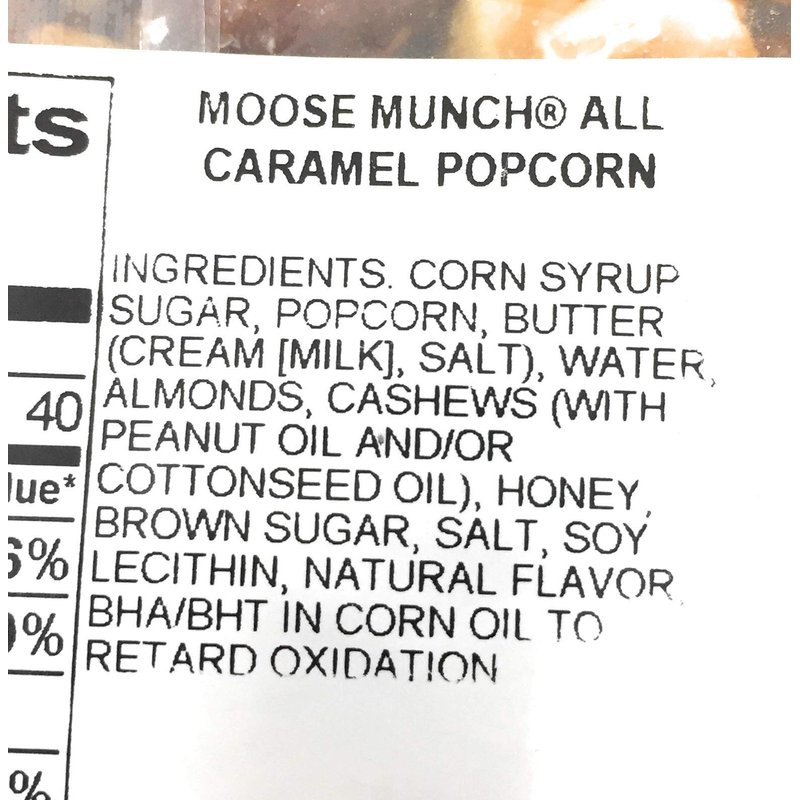 ts
MOOSE MUNCH® ALL
CARAMEL POPCORN
INGREDIENTS. CORN SYRUP
SUGAR, POPCORN, BUTTER
(CREAM [MILK], SALT), WATER,
ALMONDS, CASHEWS (WITH
PEANUT OIL AND/OR
COTTONSEED OIL), HONEY,
BROWN SUGAR, SALT, SOY
LECITHIN, NATURAL FLAVOR,
BHA/BHT IN CORN OIL TO
RETARD OXIDATION
40
lue*
6%
%
%